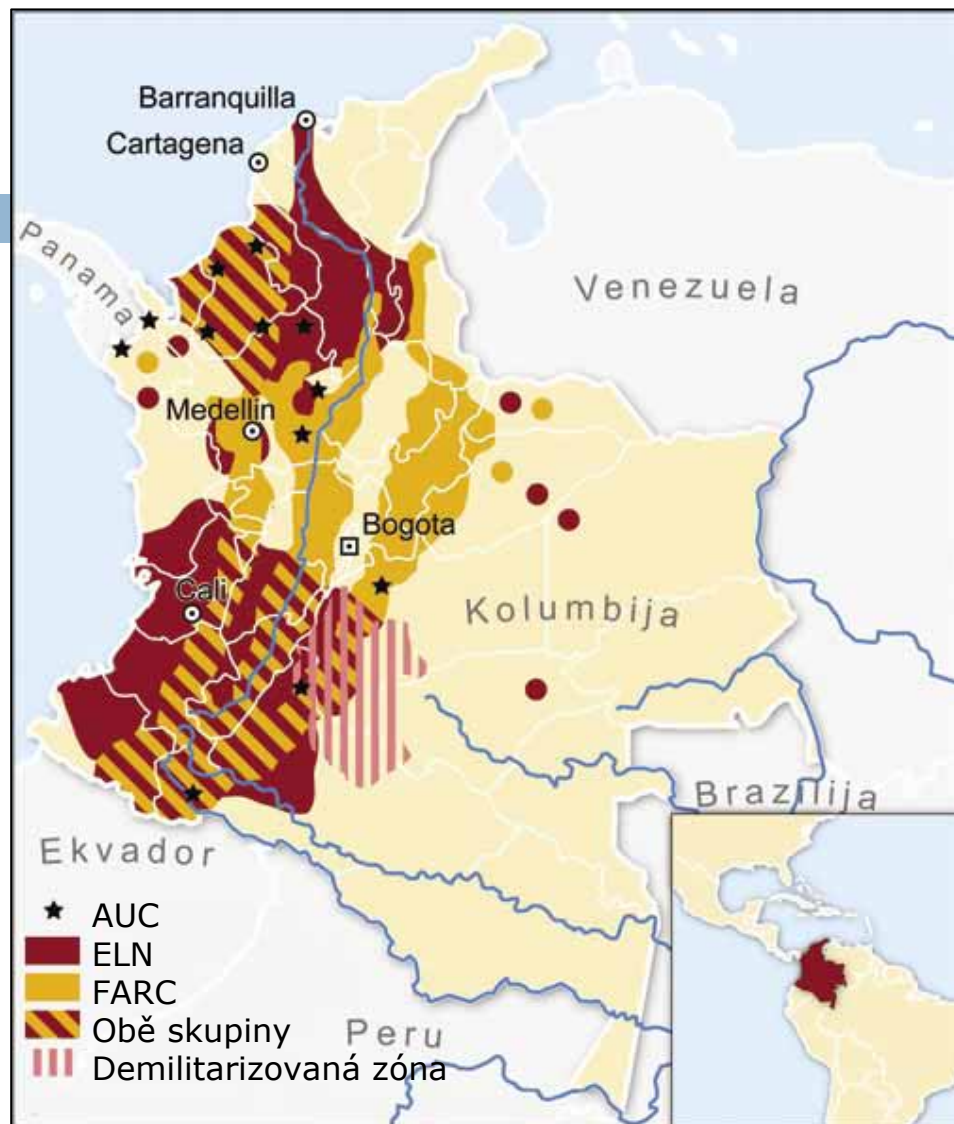 Barranquilla
Cartagena
Panama
Venezuela
Medellin
Bogota
Cali
Kolumbija
Brazilija
Ekvador
AUC
ELN
FARC
Obě skupiny
Peru
Demilitarizovaná zóna